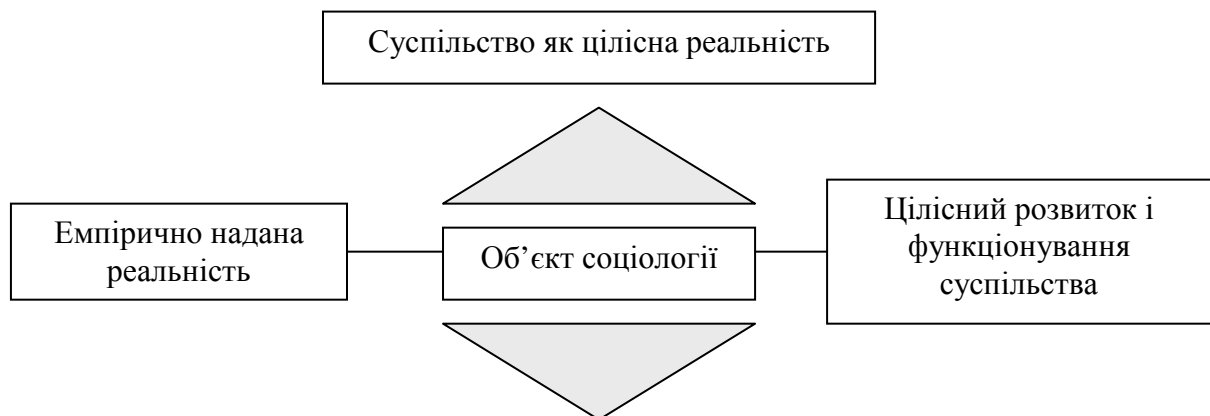 Суспільство як цілісна реальність
Емпірично надана
реальність
Об’єкт соціології
Цілісний розвиток і
функціонування
суспільства